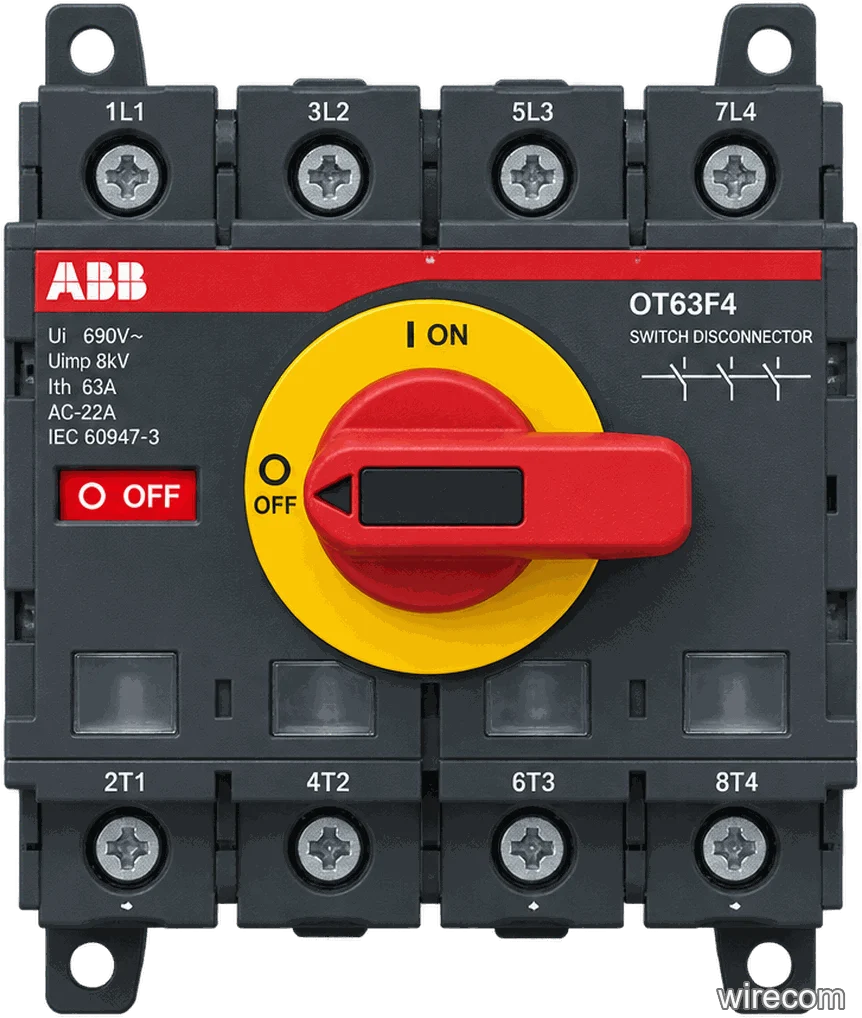 1L1 3L2 5L3 7L4
ABB
OT63F4
SWITCH DISCONNECTOR
Ui 690V~
Uimp 8kV
Ith 63A
AC-22A
IEC 60947-3
I ON
O OFF
O
OFF
2T1 4T2 6T3 8T4
wirecom